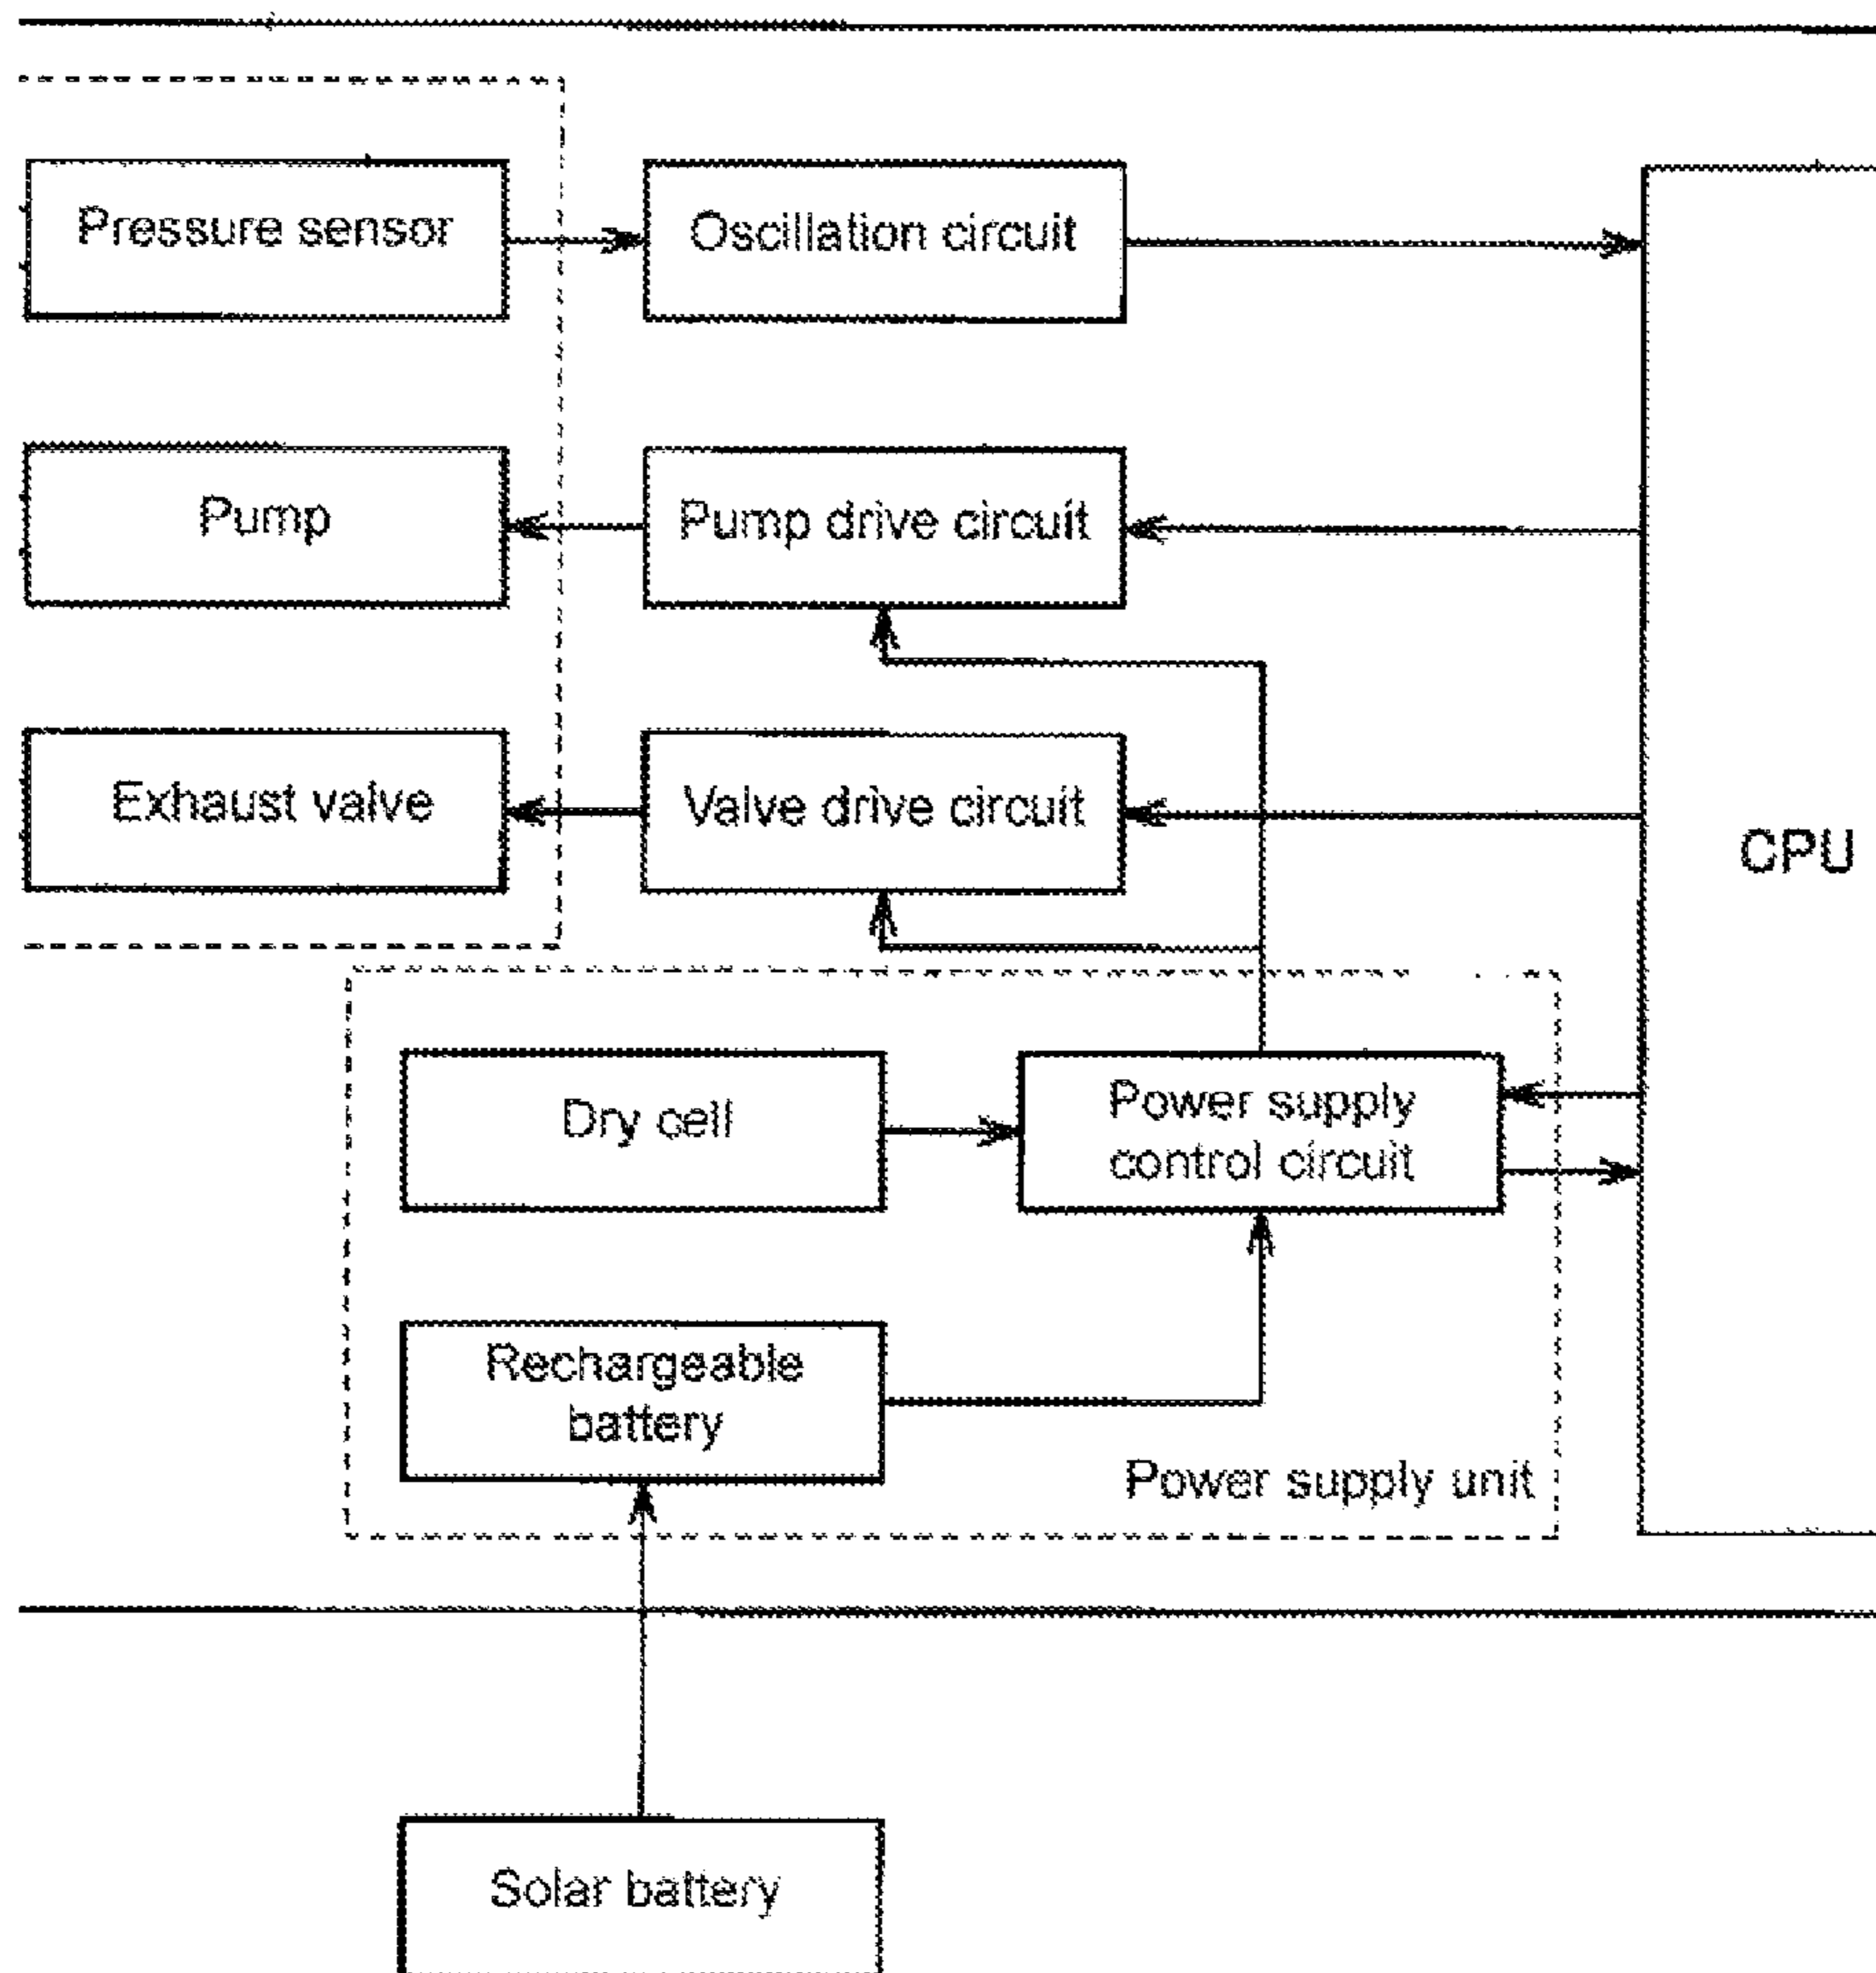 Pressure sensor
Oscillation circuit
Pump
Pump drive circuit
Exhaust valve
Valve drive circuit
CPU
Dry cell
Power supply
control circuit
Rechargeable
battery
Power supply unit
Solar battery